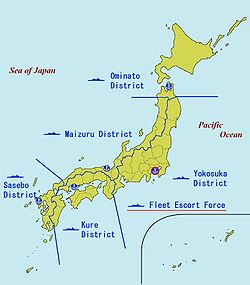 Ominato
District
Sea of Japan
Maizuru District
Pacific
Ocean
Sasebo
District
Yokosuka
District
Fleet Escort Force
Kure
District